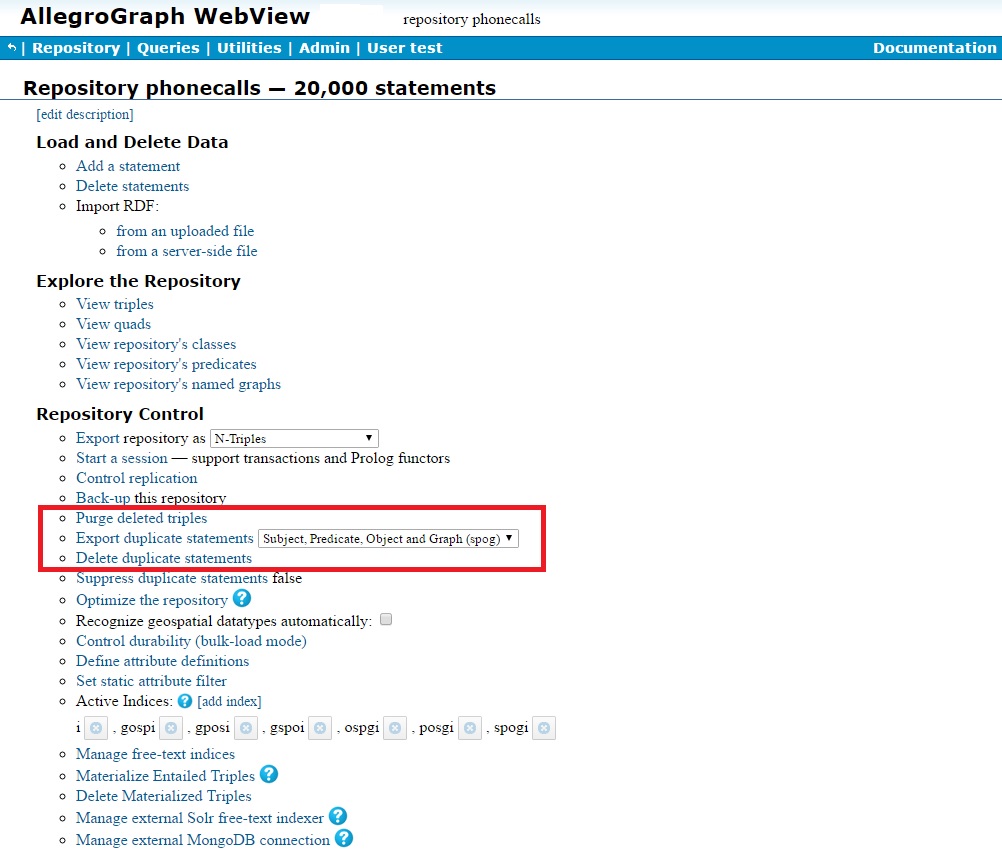 AllegroGraph WebView repository phonecalls
| Repository | Queries | Utilities | Admin | User test Documentation
Repository phonecalls — 20,000 statements
[edit description]
Load and Delete Data
Add a statement
Delete statements
Import RDF:
from an uploaded file
from a server-side file
Explore the Repository
View triples
View quads
View repository's classes
View repository's predicates
View repository's named graphs
Repository Control
Export repository as N-Triples
Start a session — support transactions and Prolog functors
Control replication
Back-up this repository
Purge deleted triples
Export duplicate statements Subject, Predicate, Object and Graph (spog)
Delete duplicate statements
Suppress duplicate statements false
Optimize the repository ?
Recognize geospatial datatypes automatically:
Control durability (bulk-load mode)
Define attribute definitions
Set static attribute filter
Active Indices: ? [add index]
i , gospi , gposi , gspoi , ospgi , posgi , spogi
Manage free-text indices
Materialize Entailed Triples ?
Delete Materialized Triples
Manage external Solr free-text indexer ?
Manage external MongoDB connection ?